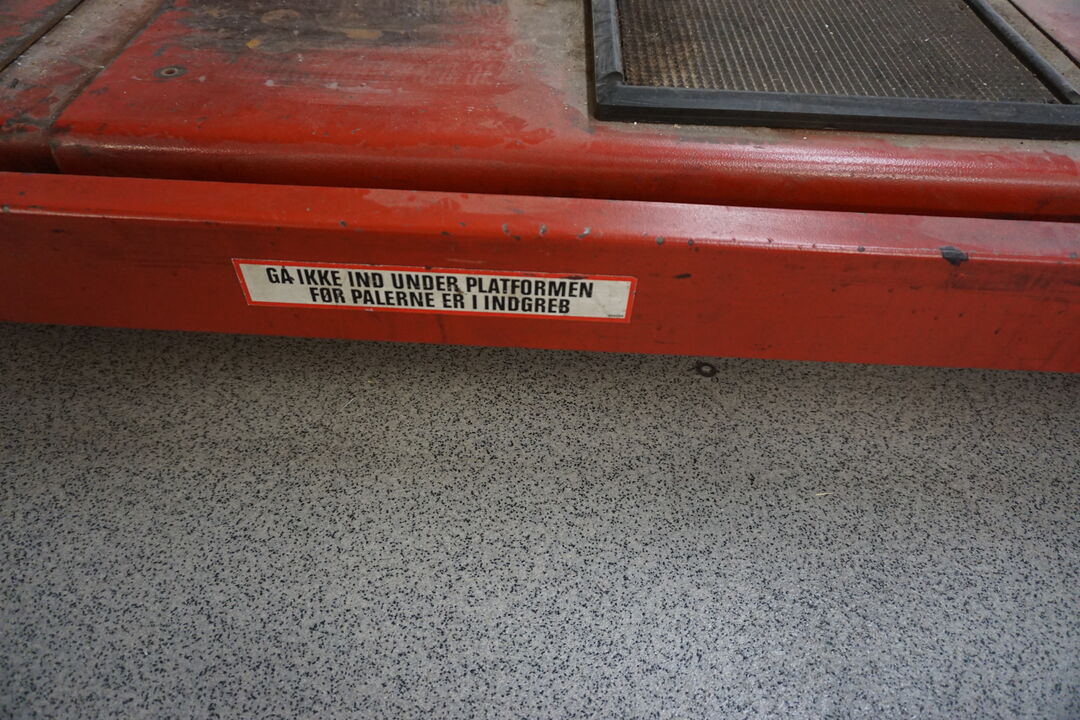 GÅ IKKE IND UNDER PLATFORMEN
FØR PALERNE ER I INDGREB